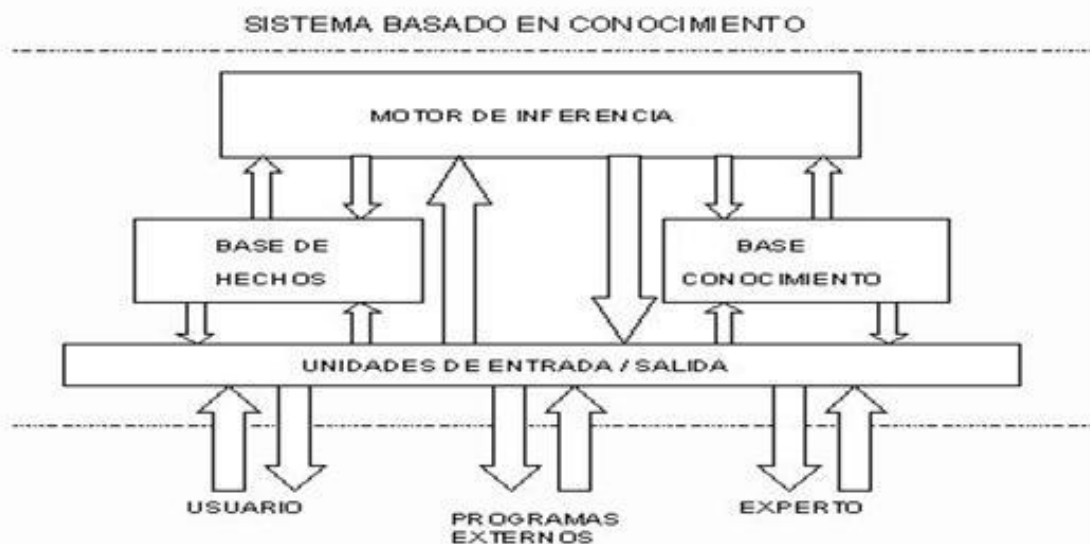 SISTEMA BASADO EN CONOCIMIENTO
MOTOR DE INFERENCIA
BASE DE
HECHOS
BASE
CONOCIMIENTO
UNIDADES DE ENTRADA / SALIDA
USUARIO
PROGRAMAS
EXTERNOS
EXPERTO